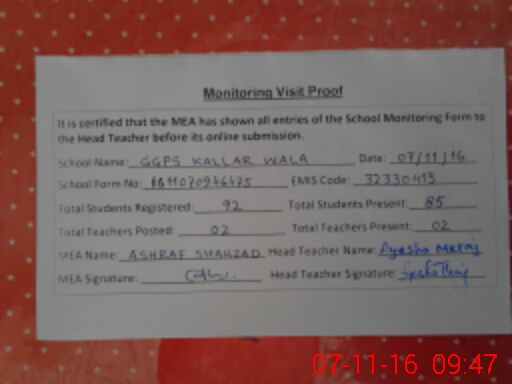 Monitoring Visit Proof
It is certified that the MEA has shown all entries of the School Monitoring Form to
the Head Teacher before its online submission.
School Name: GGPS KALLAR WALA. Date: 07/11/16
School Form No: EMIS Code: 32330413
Total Students Registered: 92 Total Students Present: 85
Total Teachers Posted: 02 Total Teachers Present: 02
MEA Name: ASHRAF SHAHZAD Head Teacher Name: Ayesha
MEA Signature: Head Teacher Signature:
07-11-16 09:47